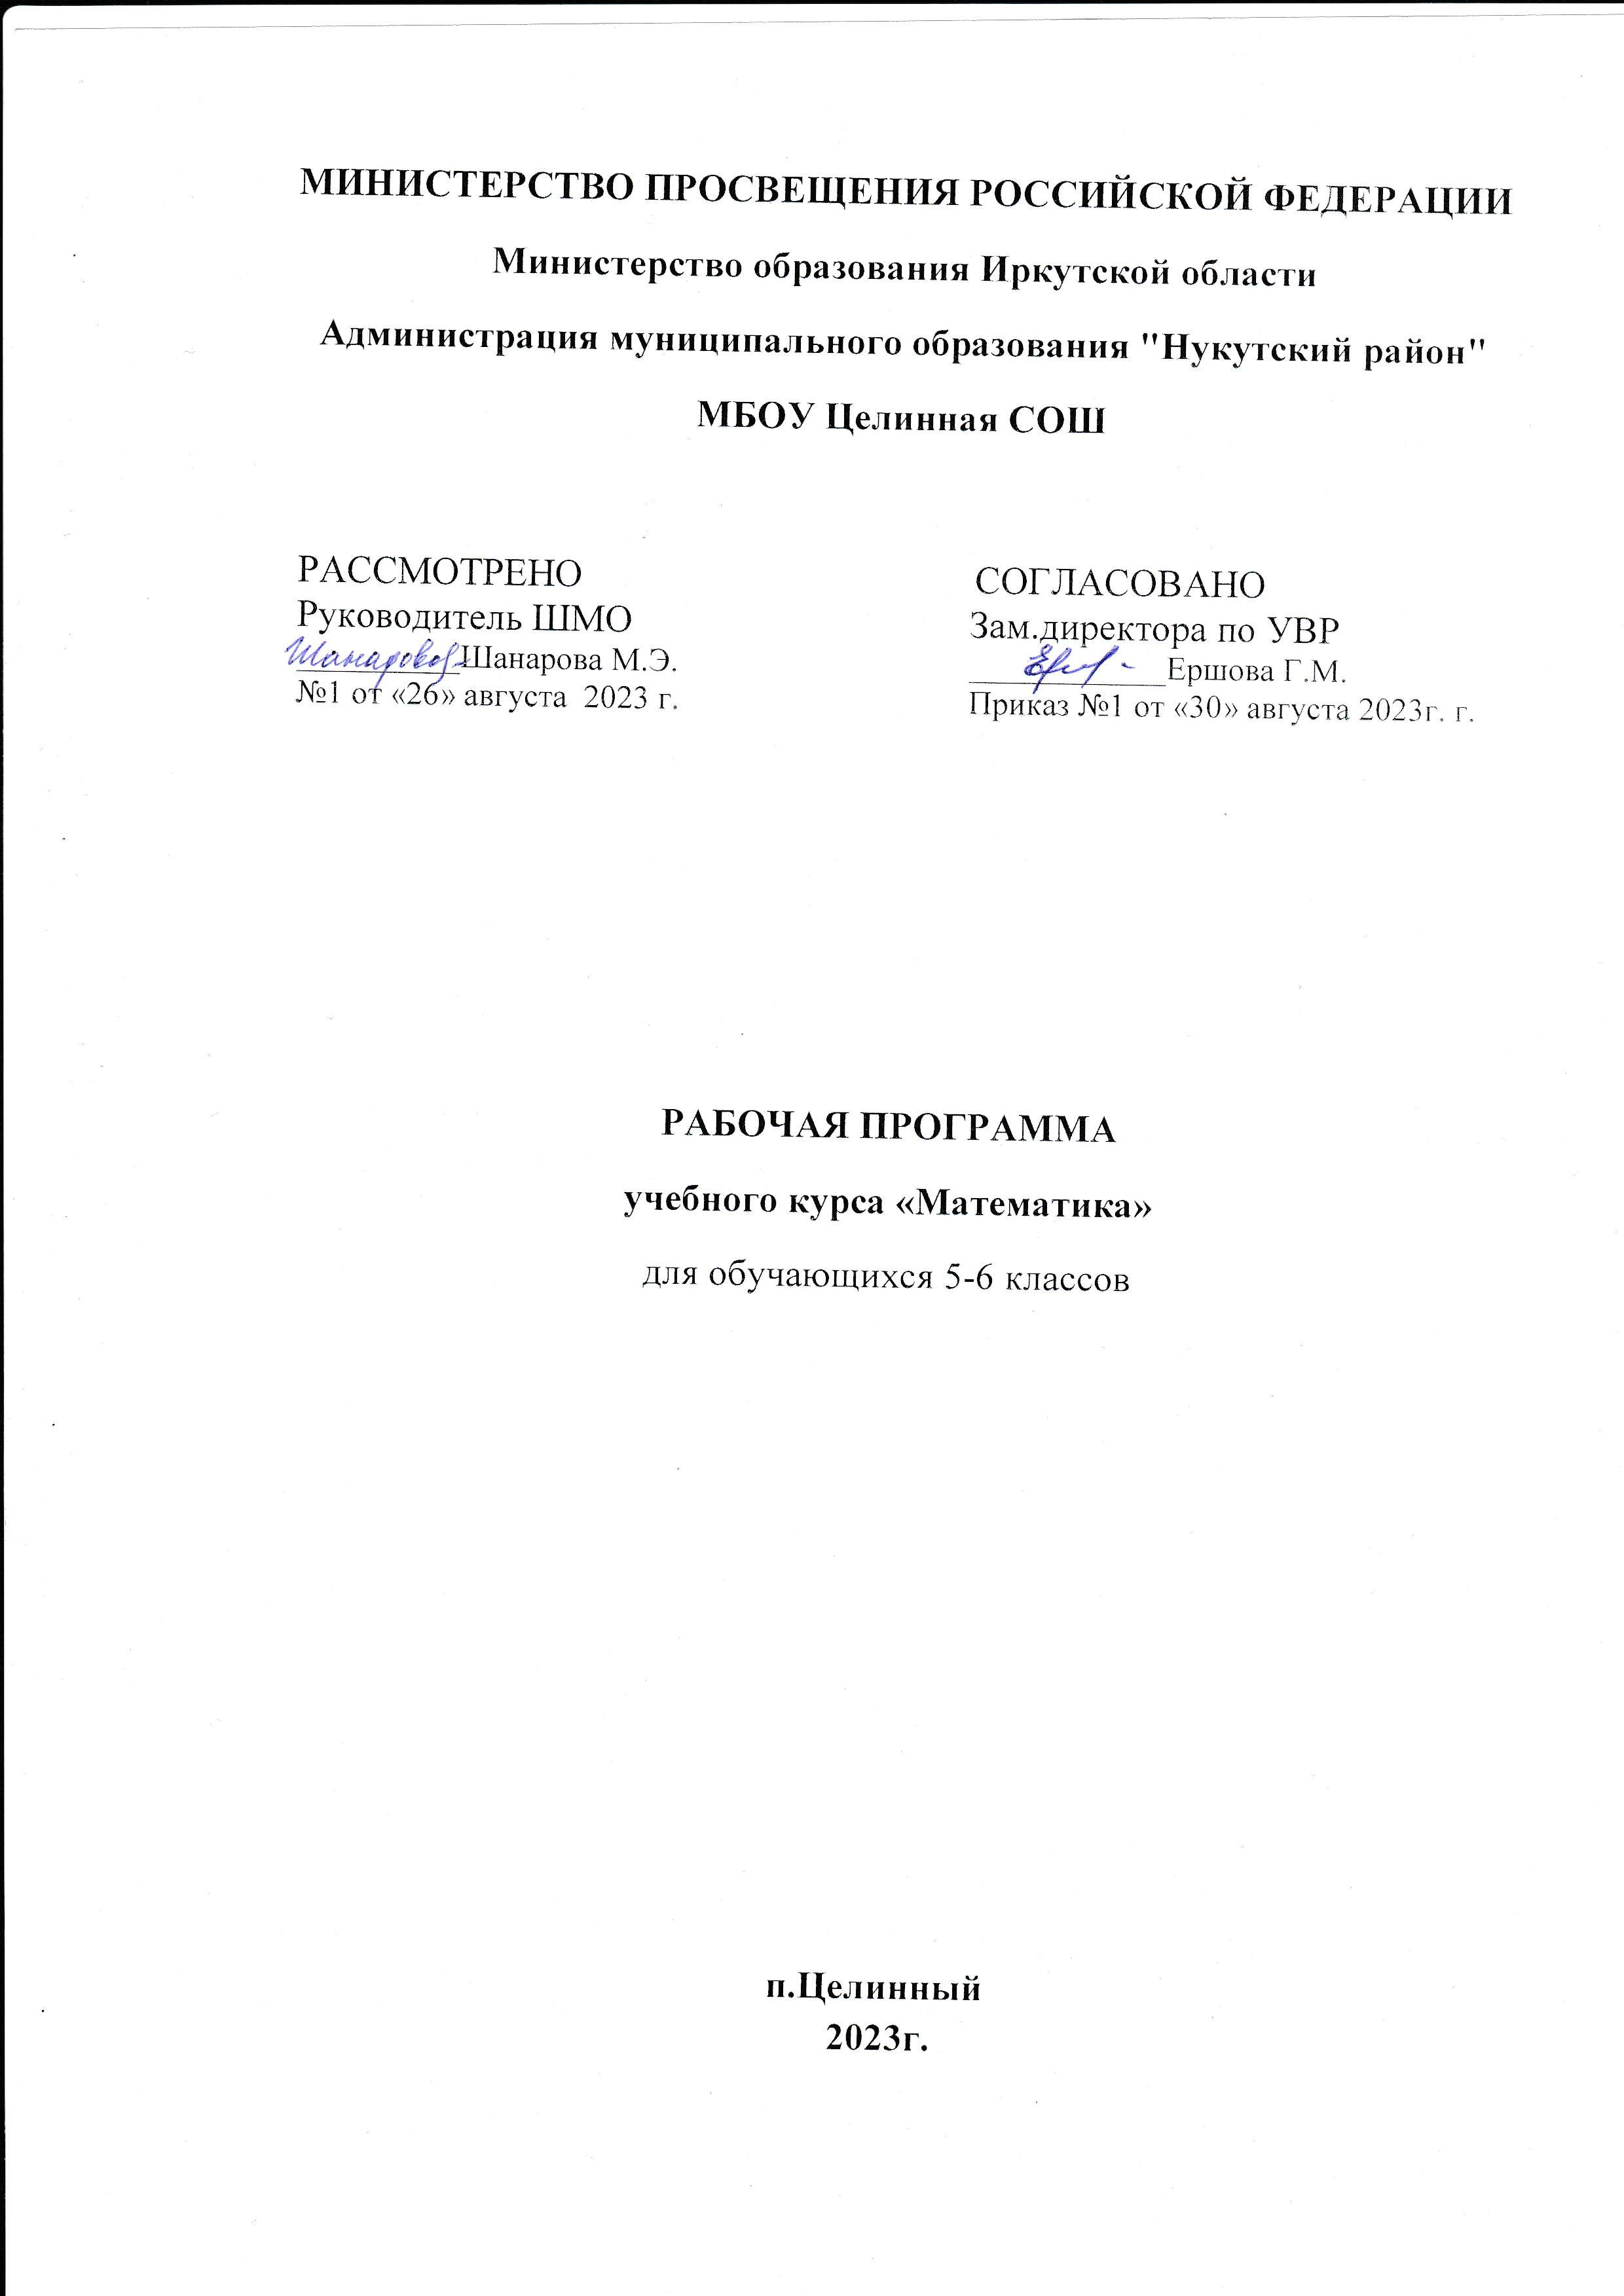 МИНИСТЕРСТВО ПРОСВЕЩЕНИЯ РОССИЙСКОЙ ФЕДЕРАЦИИ
Министерство образования Иркутской области
Администрация муниципального образования "Нукутский район"
МБОУ Целинная СОШ
РАССМОТРЕНО
Руководитель ШМО
Шанарова М.Э.
№1 от «26» августа 2023 г.
СОГЛАСОВАНО
Зам.директора по УВР
Ершова Г.М.
Приказ №1 от «30» августа 2023г. г.
РАБОЧАЯ ПРОГРАММА
учебного курса «Математика»
для обучающихся 5-6 классов
п.Целинный
2023г.